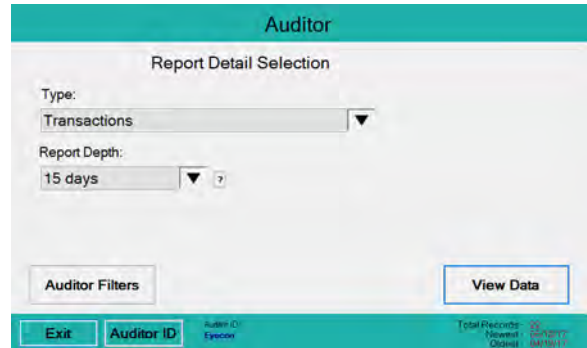 Auditor
Report Detail Selection
Type:
Transactions
Report Depth:
15 days
?
Auditor Filters
View Data
Exit
Auditor ID
Auditor ID:
Eyecon
Total Records:
Newest:
Oldest: